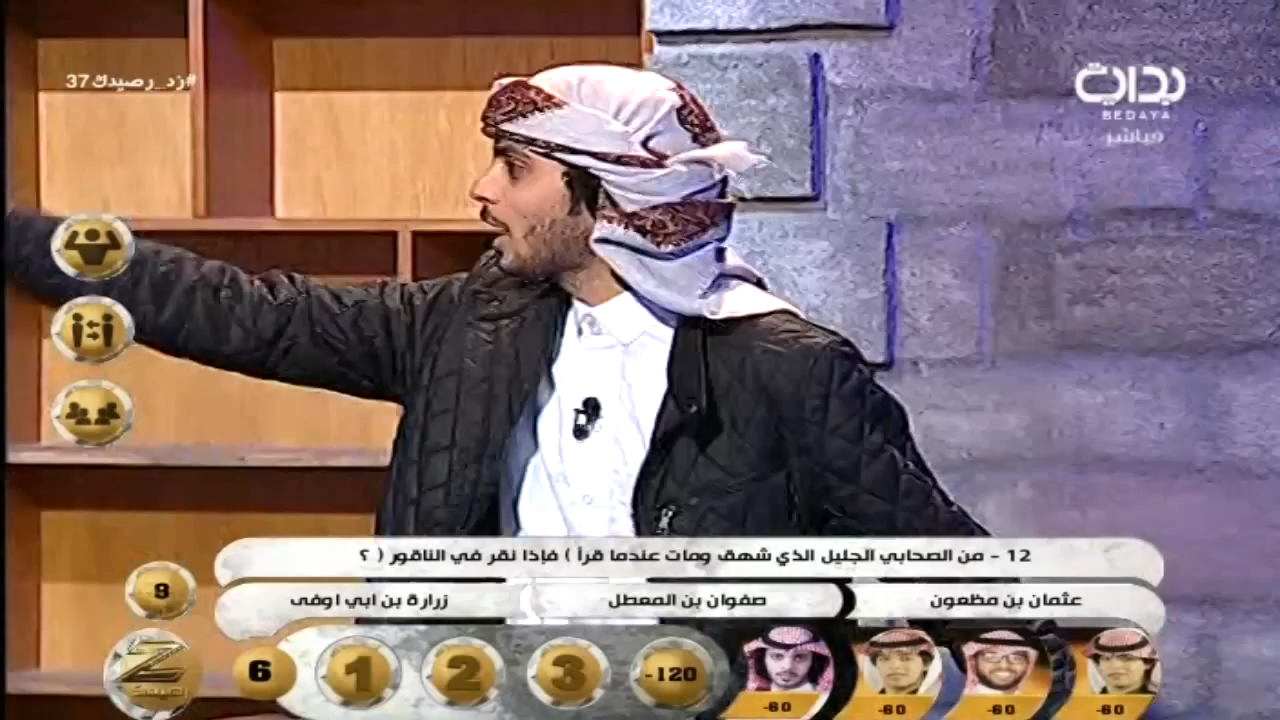 #زد_رصيدك37
بداية
BEDAYA
مباشر
12 - من الصحابي الجليل الذي شهق ومات عندما قرأ ( فإذا نقر في الناقور ) ؟
عثمان بن مظعون
صفوان بن المعطل
زرارة بن ابي اوفى
9
Z
رصيدك
6
1
2
3
-120
-60
-60
-60
-60